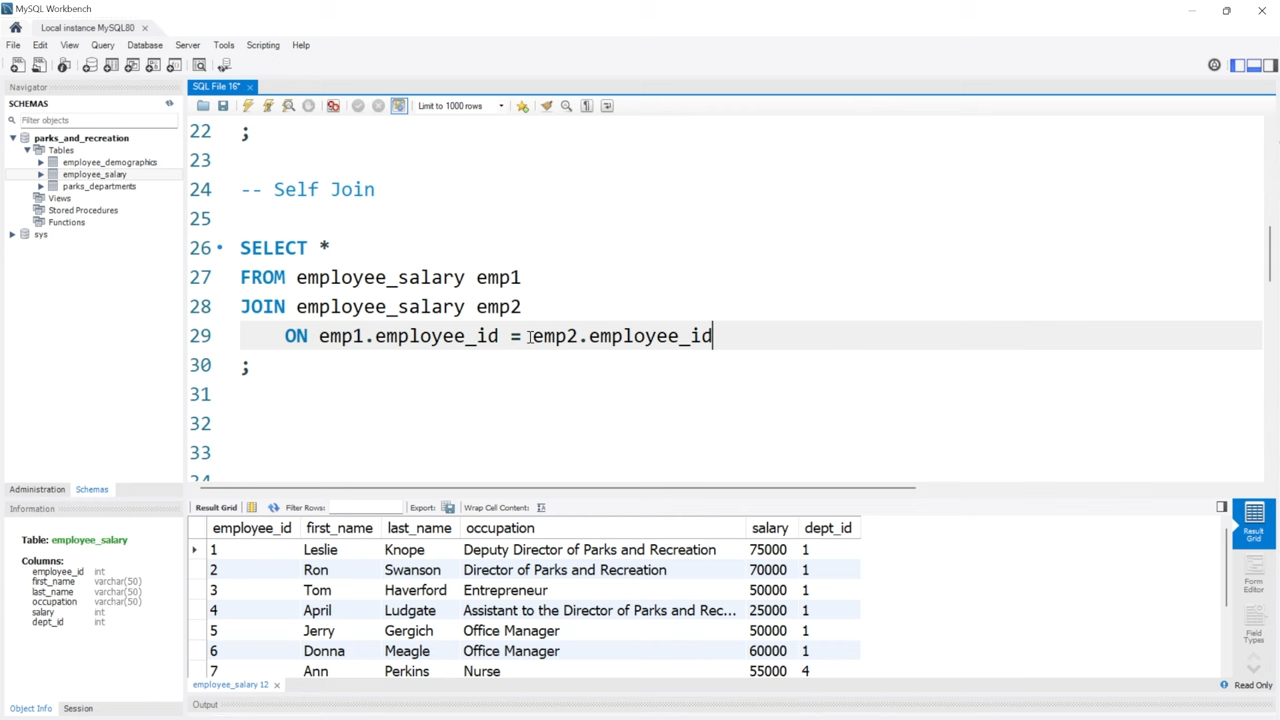 MySQL Workbench
Local instance MySQL80
File Edit View Query Database Server Tools Scripting Help
Navigator
SCHEMAS
Filter objects
parks_and_recreation
Tables
employee_demographics
employee_salary
parks_departments
Views
Stored Procedures
Functions
sys
Administration Schemas
Information
Table: employee_salary
Columns:
employee_id int
first_name varchar(50)
last_name varchar(50)
occupation varchar(50)
salary int
dept_id int
Object Info Session
SQL File 16*
Limit to 1000 rows
22 ;
23
24 -- Self Join
25
26 SELECT *
27 FROM employee_salary emp1
28 JOIN employee_salary emp2
29 ON emp1.employee_id = emp2.employee_id
30 ;
31
32
33
34
Result Grid Filter Rows: Export: Wrap Cell Content:
employee_id first_name last_name occupation salary dept_id
1 Leslie Knope Deputy Director of Parks and Recreation 75000 1
2 Ron Swanson Director of Parks and Recreation 70000 1
3 Tom Haverford Entrepreneur 50000 1
4 April Ludgate Assistant to the Director of Parks and Rec... 25000 1
5 Jerry Gergich Office Manager 50000 1
6 Donna Meagle Office Manager 60000 1
7 Ann Perkins Nurse 55000 4
employee_salary 12
Output
Result
Grid
Form
Editor
Field
Types
Read Only